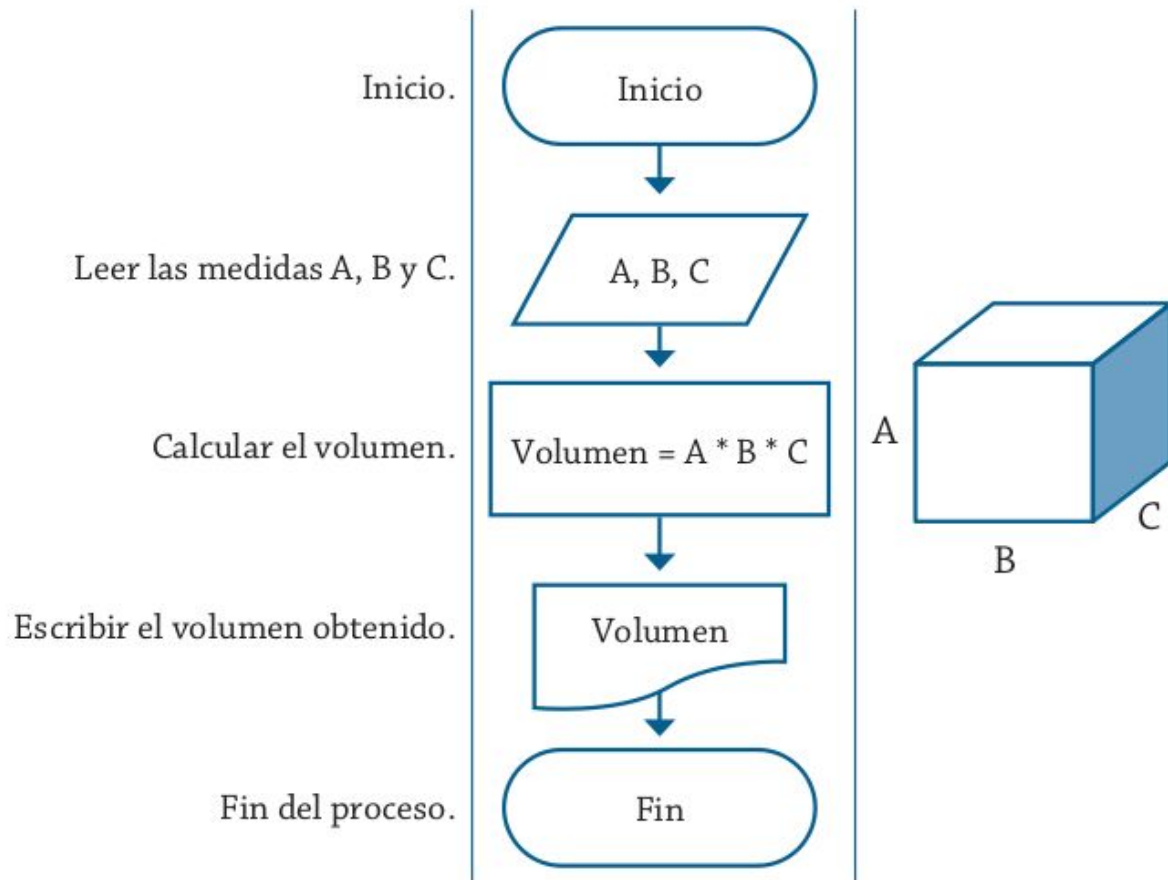 Inicio.
Inicio
Leer las medidas A, B y C.
A, B, C
Calcular el volumen.
Volumen = A * B * C
A
B
C
Escribir el volumen obtenido.
Volumen
Fin del proceso.
Fin